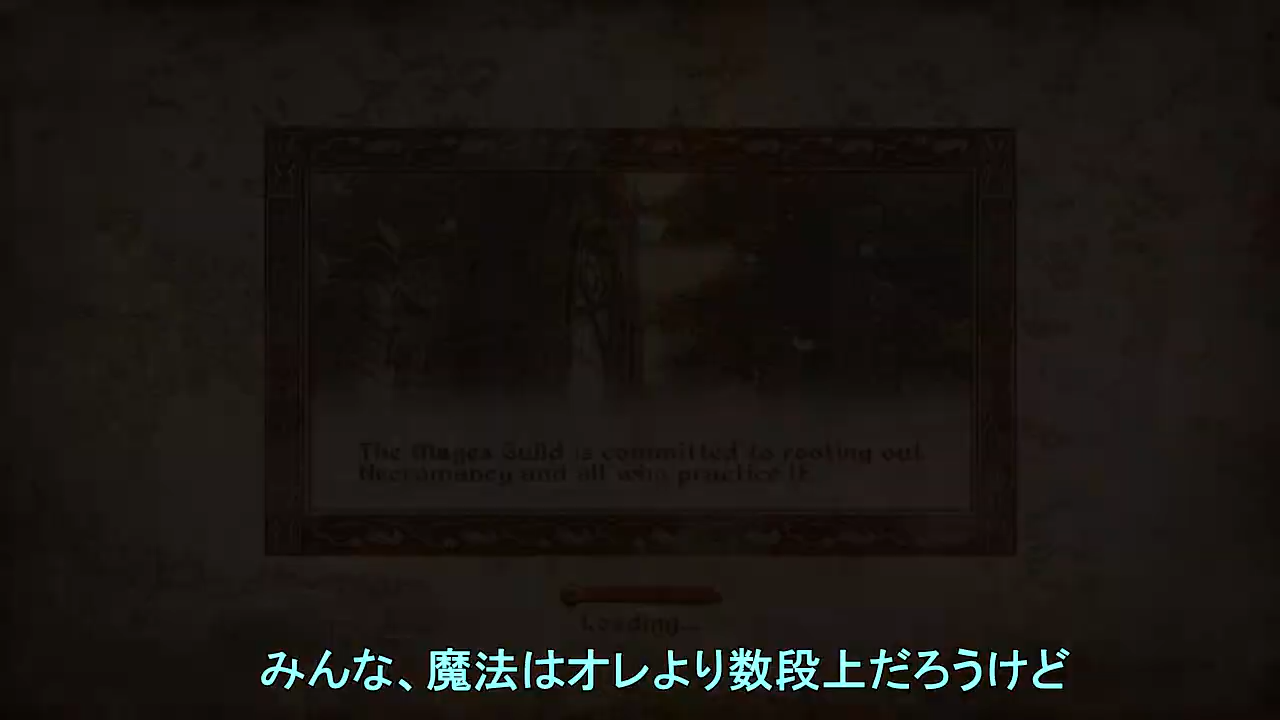 The Mages Guild is committed to rooting out
Necromancy and all who practice it.
Loading...
みんな、魔法はオレより数段上だろうけど